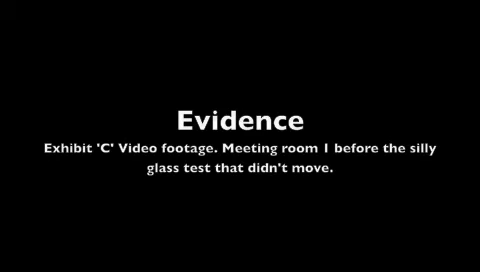 Evidence
Exhibit 'C' Video footage. Meeting room 1 before the silly
glass test that didn't move.